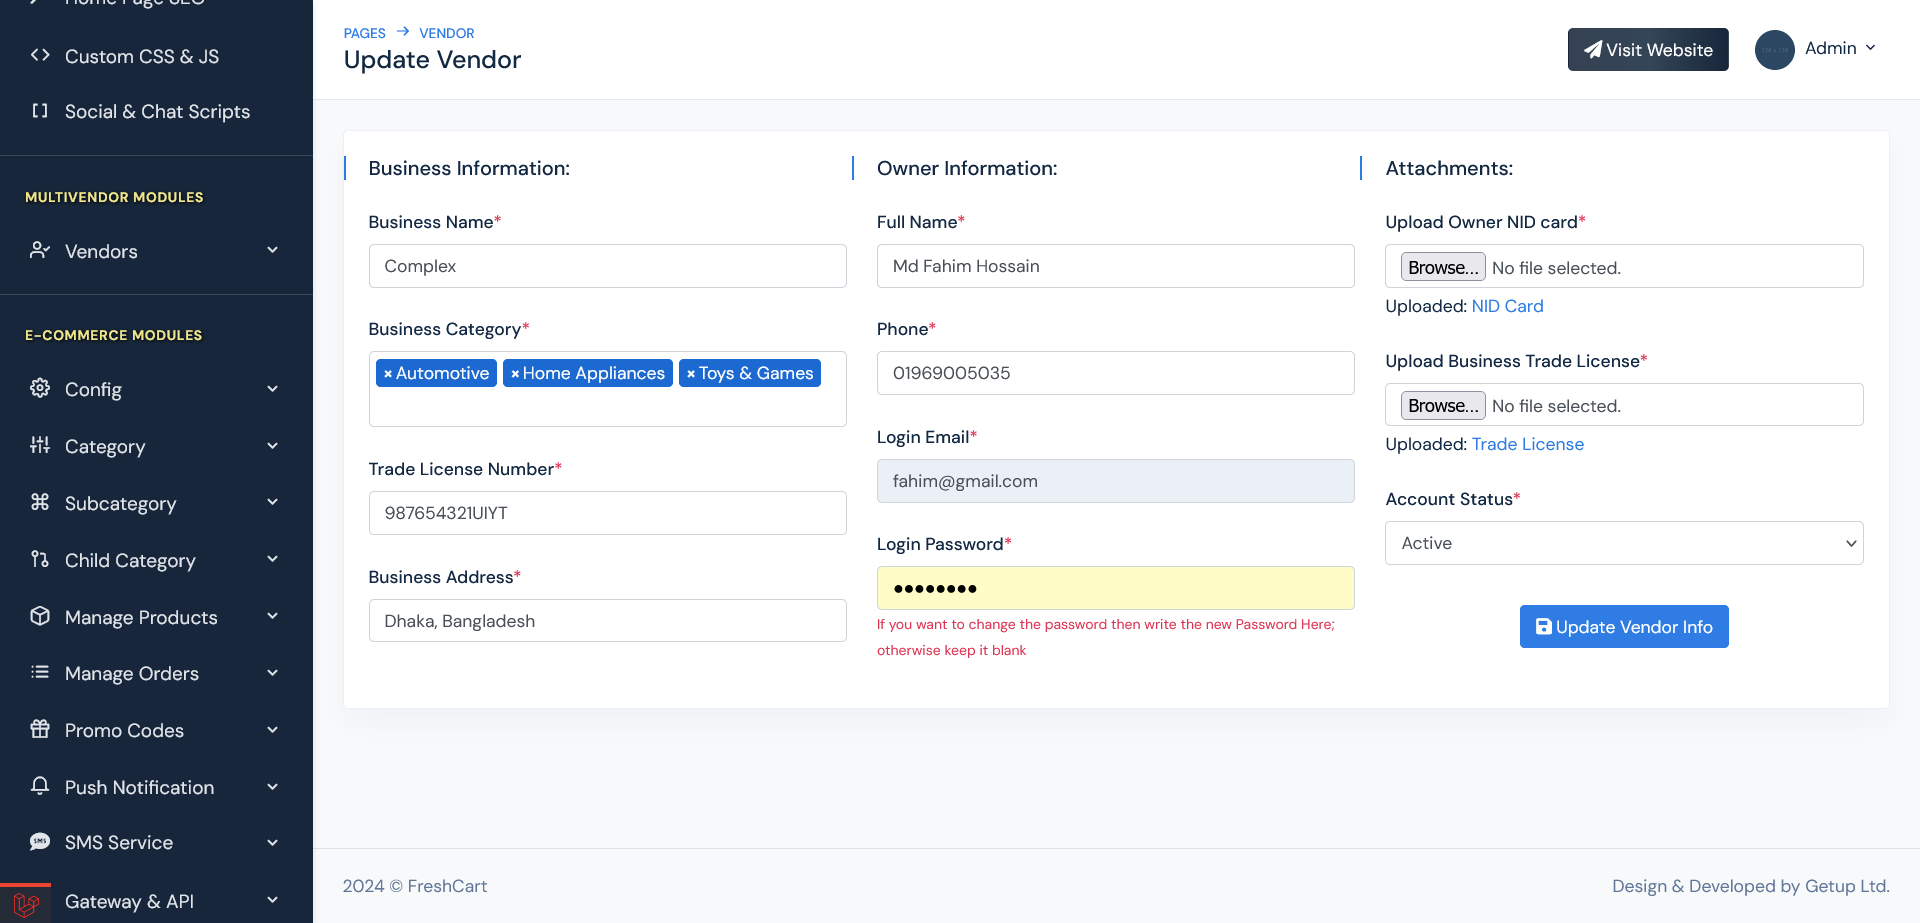 Home Page SEO
Custom CSS & JS
Social & Chat Scripts
MULTIVENDOR MODULES
Vendors
E-COMMERCE MODULES
Config
Category
Subcategory
Child Category
Manage Products
Manage Orders
Promo Codes
Push Notification
SMS
SMS Service
Gateway & API
PAGES → VENDOR
Update Vendor
Visit Website
Admin
Business Information:
Business Name*
Complex
Business Category*
× Automotive × Home Appliances × Toys & Games
Trade License Number*
987654321UIYT
Business Address*
Dhaka, Bangladesh
Owner Information:
Full Name*
Md Fahim Hossain
Phone*
01969005035
Login Email*
fahim@gmail.com
Login Password*
●●●●●●●●
If you want to change the password then write the new Password Here;
otherwise keep it blank
Attachments:
Upload Owner NID card*
Browse... No file selected.
Uploaded: NID Card
Upload Business Trade License*
Browse... No file selected.
Uploaded: Trade License
Account Status*
Active
Update Vendor Info
2024 © FreshCart
Design & Developed by Getup Ltd.